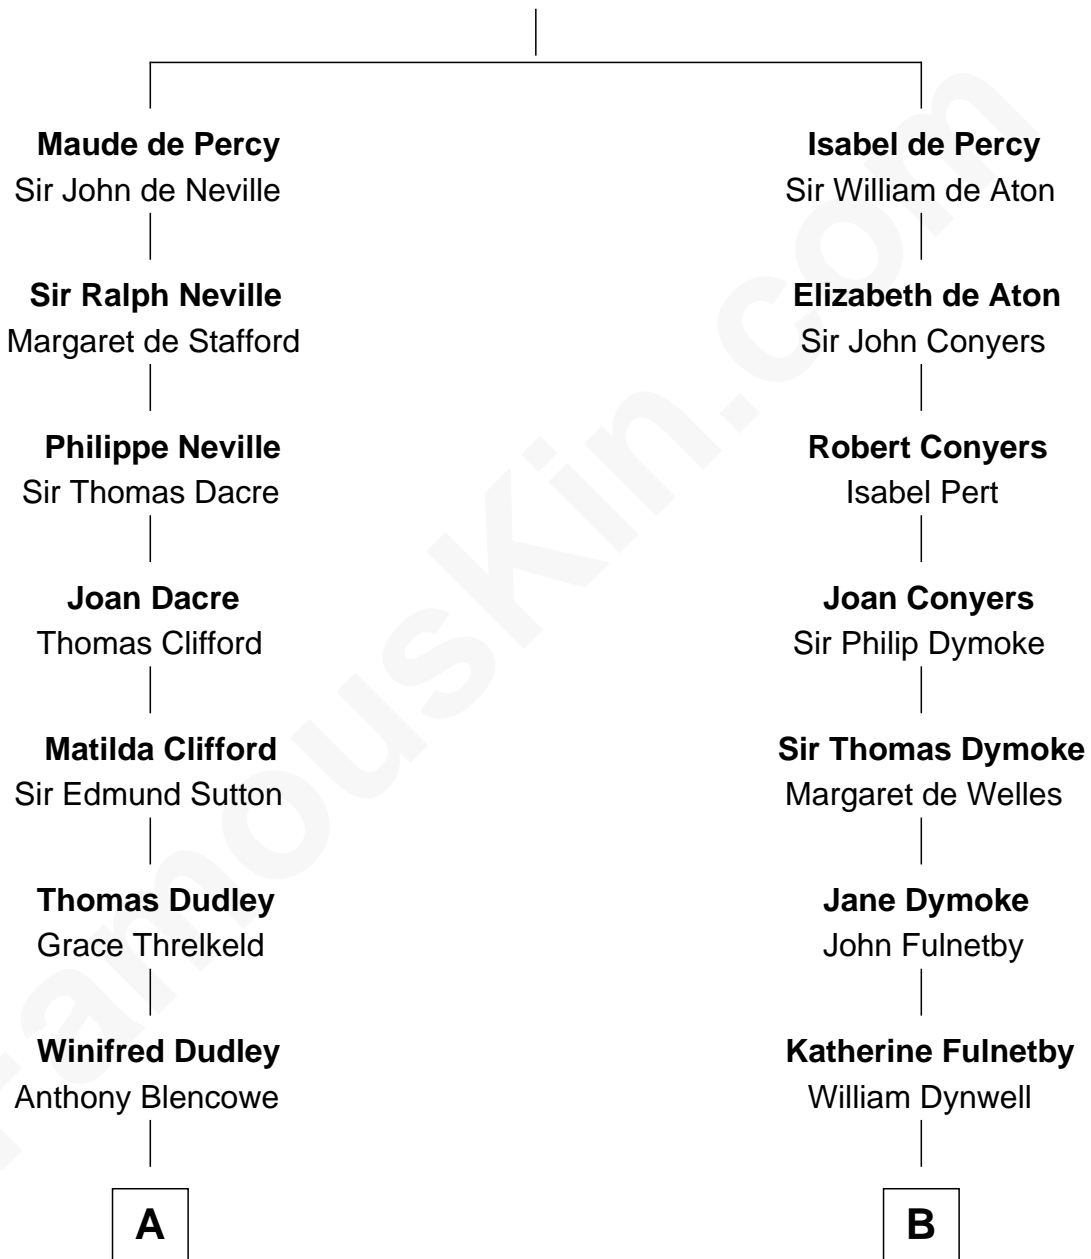 Maude de Percy
Sir John de Neville
Sir Ralph Neville
Margaret de Stafford
Philippe Neville
Sir Thomas Dacre
Joan Dacre
Thomas Clifford
Matilda Clifford
Sir Edmund Sutton
Thomas Dudley
Grace Threlkeld
Winifred Dudley
Anthony Blencowe
A
Isabel de Percy
Sir William de Aton
Elizabeth de Aton
Sir John Conyers
Robert Conyers
Isabel Pert
Joan Conyers
Sir Philip Dymoke
Sir Thomas Dymoke
Margaret de Welles
Jane Dymoke
John Fulnetby
Katherine Fulnetby
William Dynwell
B
FamousKin.com